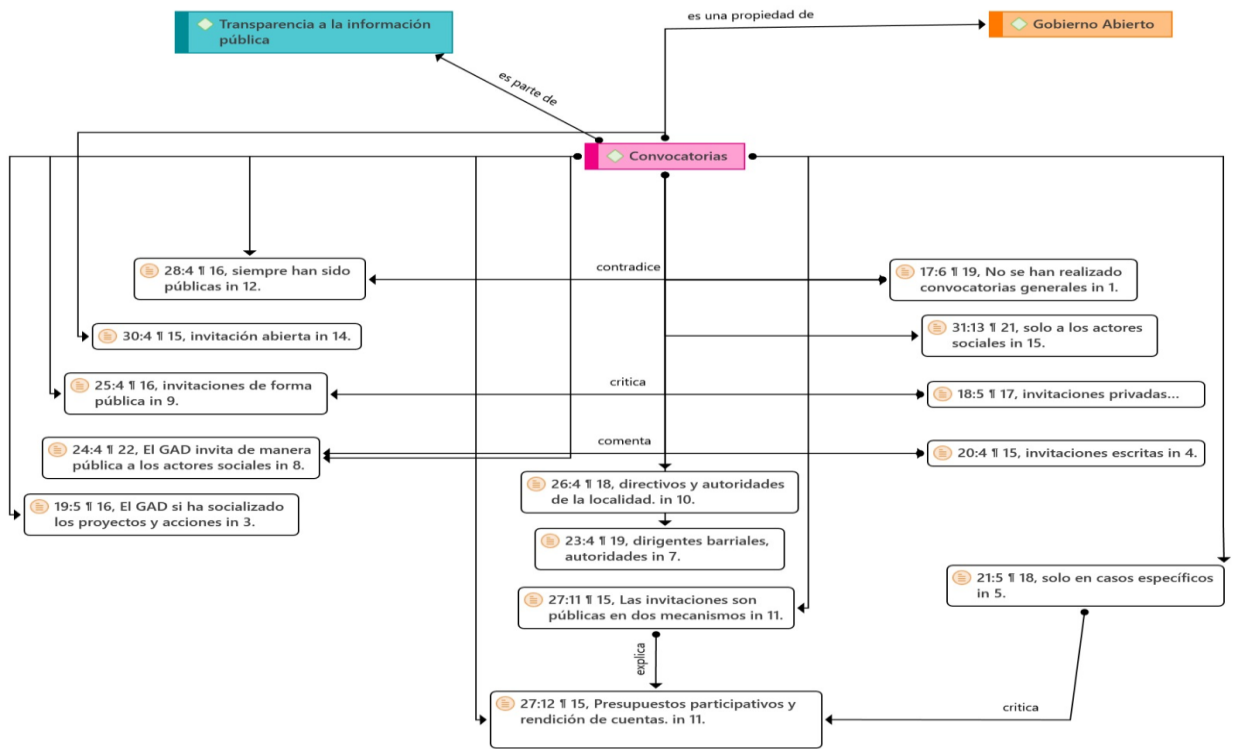 es una propiedad de
Transparencia a la información
pública
Gobierno Abierto
es parte de
Convocatorias
28:4 ¶ 16, siempre han sido
públicas in 12.
contradice
17:6 ¶ 19, No se han realizado
convocatorias generales in 1.
30:4 ¶ 15, invitación abierta in 14.
31:13 ¶ 21, solo a los actores
sociales in 15.
25:4 ¶ 16, invitaciones de forma
pública in 9.
critica
18:5 ¶ 17, invitaciones privadas...
24:4 ¶ 22, El GAD invita de manera
pública a los actores sociales in 8.
comenta
20:4 ¶ 15, invitaciones escritas in 4.
26:4 ¶ 18, directivos y autoridades
de la localidad. in 10.
19:5 ¶ 16, El GAD si ha socializado
los proyectos y acciones in 3.
23:4 ¶ 19, dirigentes barriales,
autoridades in 7.
21:5 ¶ 18, solo en casos específicos
in 5.
27:11 ¶ 15, Las invitaciones son
públicas en dos mecanismos in 11.
explica
27:12 ¶ 15, Presupuestos participativos y
rendición de cuentas. in 11.
critica